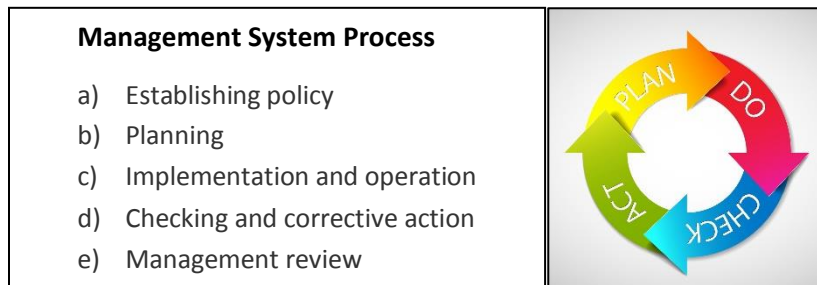 Management System Process
a) Establishing policy
b) Planning
c) Implementation and operation
d) Checking and corrective action
e) Management review
PLAN
DO
CHECK
ACT